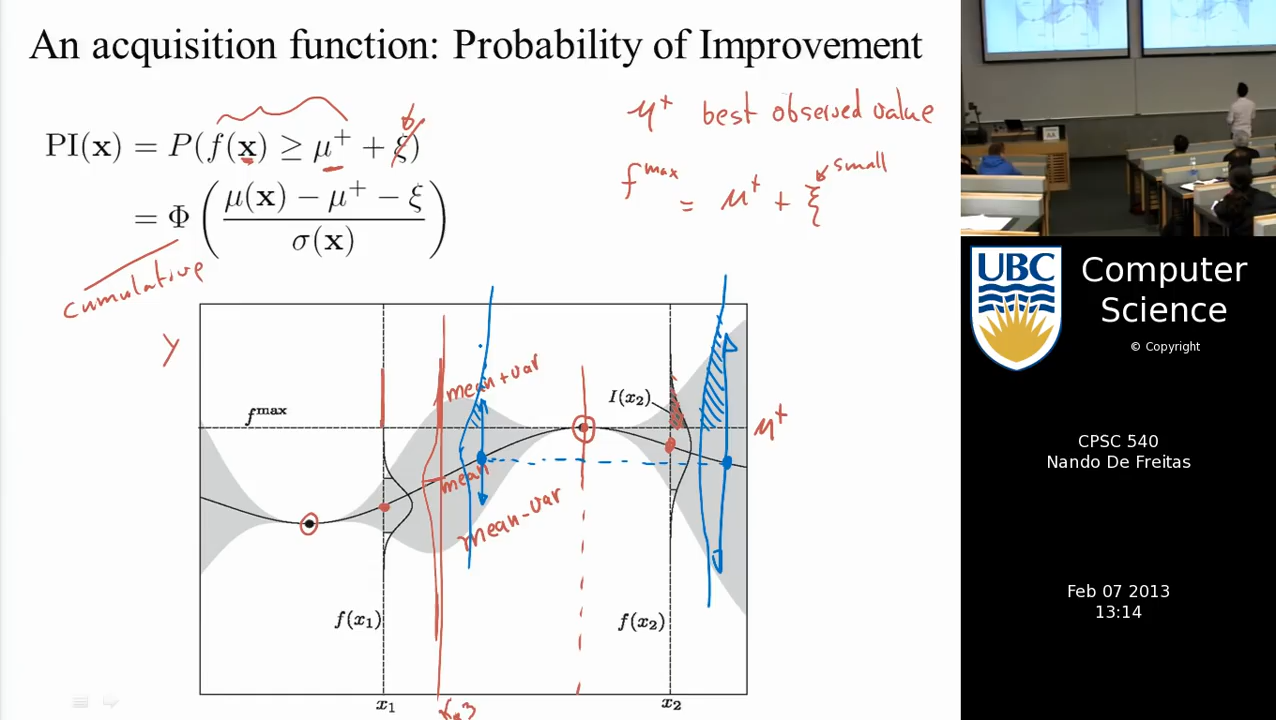 An acquisition function: Probability of Improvement
PI(x) = P(f(x) ≥ μ⁺ + ξ)
= Φ ( (μ(x) − μ⁺ − ξ) / σ(x) )
cumulative
μ⁺ best observed value
f^max = μ⁺ + ξ small
y
f^max
mean + var
mean
mean - var
I(x₂)
μ⁺
f(x₁)
f(x₂)
x₁
x₂
UBC
Computer
Science
© Copyright
CPSC 540
Nando De Freitas
Feb 07 2013
13:14